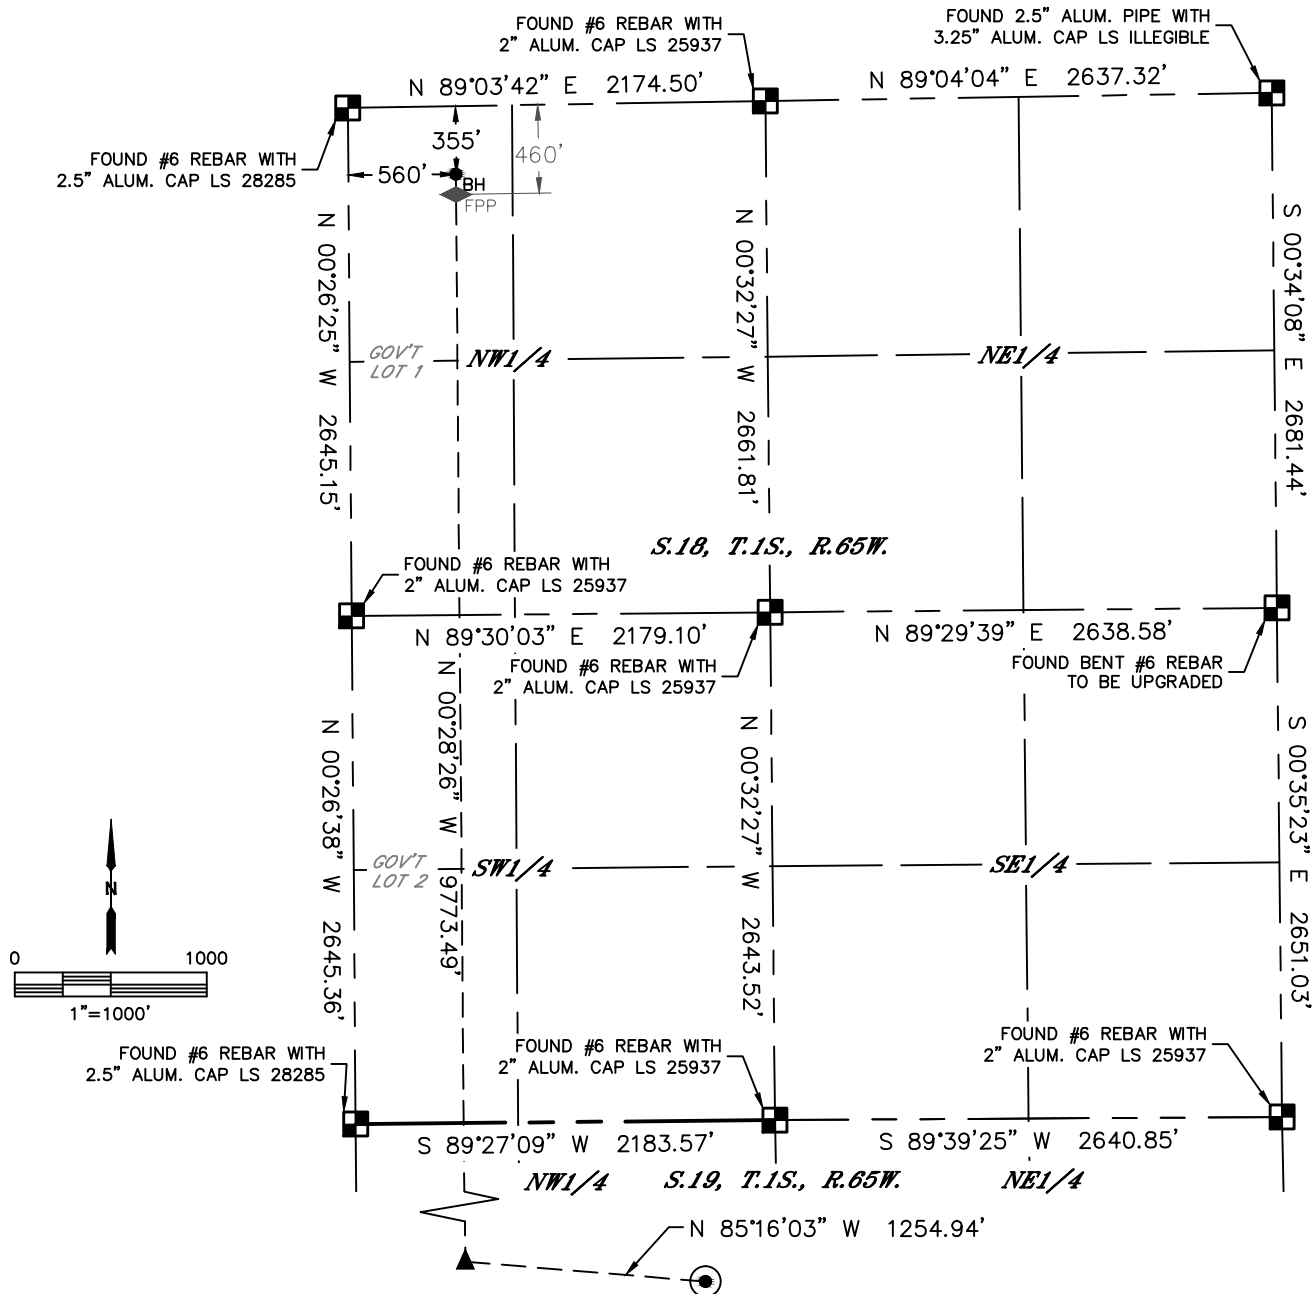 FOUND #6 REBAR WITH
2" ALUM. CAP LS 25937
FOUND 2.5" ALUM. PIPE WITH
3.25" ALUM. CAP LS ILLEGIBLE
N 89°03'42" E 2174.50'
N 89°04'04" E 2637.32'
FOUND #6 REBAR WITH
2.5" ALUM. CAP LS 28285
355'
460'
560'
BH
FPP
N 00°26'25" W 2645.15'
N 00°32'27" W 2661.81'
S 00°34'08" E 2681.44'
GOV'T
LOT 1
NW1/4
NE1/4
S.18, T.1S., R.65W.
FOUND #6 REBAR WITH
2" ALUM. CAP LS 25937
N 89°30'03" E 2179.10'
N 89°29'39" E 2638.58'
FOUND #6 REBAR WITH
2" ALUM. CAP LS 25937
FOUND BENT #6 REBAR
TO BE UPGRADED
N 00°26'38" W 2645.36'
N 00°28'26" W 9773.49'
N 00°32'27" W 2643.52'
S 00°35'23" E 2651.03'
GOV'T
LOT 2
SW1/4
SE1/4
N
0 1000
1"=1000'
FOUND #6 REBAR WITH
2.5" ALUM. CAP LS 28285
FOUND #6 REBAR WITH
2" ALUM. CAP LS 25937
FOUND #6 REBAR WITH
2" ALUM. CAP LS 25937
S 89°27'09" W 2183.57'
S 89°39'25" W 2640.85'
NW1/4
S.19, T.1S., R.65W.
NE1/4
N 85°16'03" W 1254.94'